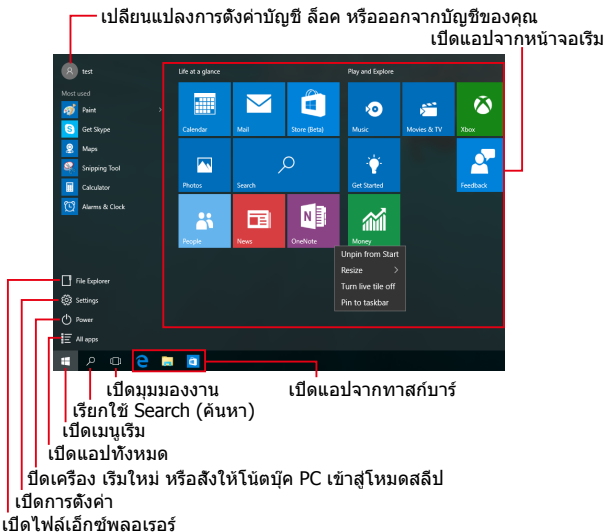 เปลี่ยนแปลงการตั้งค่าบัญชี ล็อค หรือออกจากบัญชีของคุณ
เปิดแอปจากหน้าจอเริ่ม
test
Life at a glance
Play and Explore
Most used
Paint
Get Skype
Maps
Snipping Tool
Calculator
Alarms & Clock
Calendar
Mail
Store (Beta)
Music
Movies & TV
Xbox
Photos
Search
Get Started
Feedback
People
News
OneNote
Money
Unpin from Start
Resize
Turn live tile off
Pin to taskbar
File Explorer
Settings
Power
All apps
เปิดมุมมองงาน
เปิดแอปจากทาสก์บาร์
เรียกใช้ Search (ค้นหา)
เปิดเมนูเริ่ม
เปิดแอปทั้งหมด
ปิดเครื่อง เริ่มใหม่ หรือสั่งให้โน้ตบุ๊ค PC เข้าสู่โหมดสลีป
เปิดการตั้งค่า
เปิดไฟล์เอ็กซ์พลอเรอร์